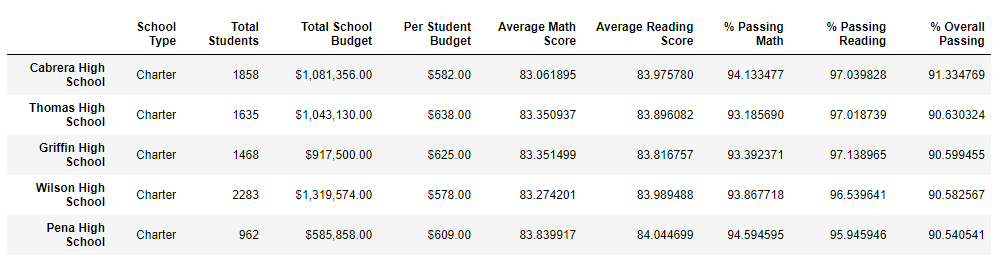 School Type Total Students Total School Budget Per Student Budget Average Math Score Average Reading Score % Passing Math % Passing Reading % Overall Passing
Cabrera High School Charter 1858 $1,081,356.00 $582.00 83.061895 83.975780 94.133477 97.039828 91.334769
Thomas High School Charter 1635 $1,043,130.00 $638.00 83.350937 83.896082 93.185690 97.018739 90.630324
Griffin High School Charter 1468 $917,500.00 $625.00 83.351499 83.816757 93.392371 97.138965 90.599455
Wilson High School Charter 2283 $1,319,574.00 $578.00 83.274201 83.989488 93.867718 96.539641 90.582567
Pena High School Charter 962 $585,858.00 $609.00 83.839917 84.044699 94.594595 95.945946 90.540541